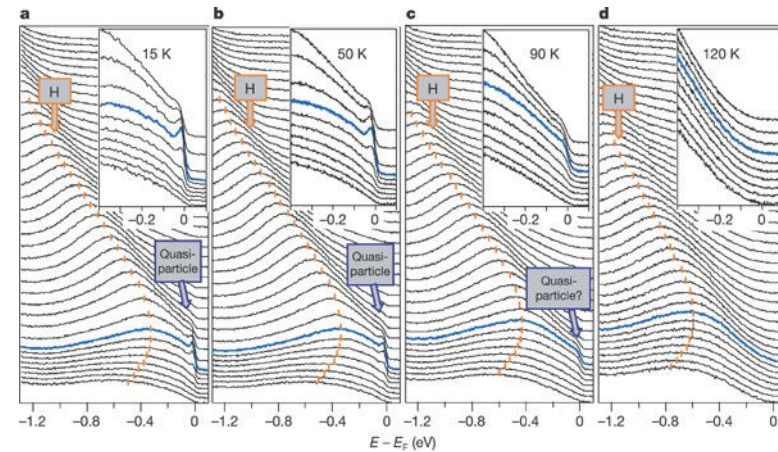 a
b
c
d
15 K
50 K
90 K
120 K
H
H
H
H
−0.2
0
−0.2
0
−0.2
0
−0.2
0
Quasi-
particle
Quasi-
particle
Quasi-
particle?
−1.2
−0.8
−0.4
0
−1.2
−0.8
−0.4
0
−1.2
−0.8
−0.4
0
−1.2
−0.8
−0.4
0
E − EF (eV)